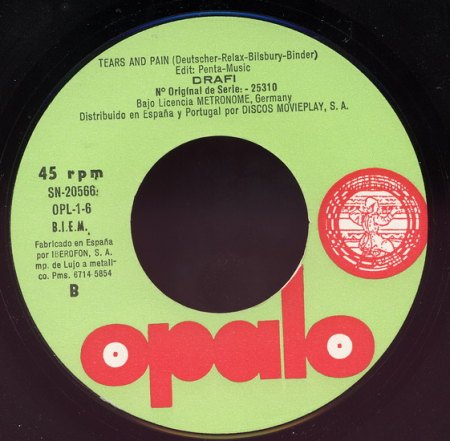 TEARS AND PAIN (Deutscher-Relax-Bilsbury-Binder)
Edit: Penta-Music
DRAFI
Nº Original de Serie: - 25310
Bajo Licencia METRONOME, Germany
Distribuido en España y Portugal por DISCOS MOVIEPLAY, S. A.
45 rpm
SN-20566
OPL-1-6
B.I.E.M.
Fabricado en España
por IBEROFON, S. A.
mp. de Lujo a metali-
co. Pms. 6714 5854
B
opalo